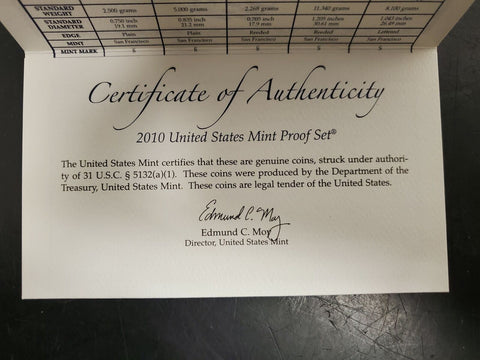 STANDARD WEIGHT 2.500 grams 5.000 grams 2.268 grams 11.340 grams 8.100 grams
STANDARD DIAMETER 0.750 inch 19.1 mm 0.835 inch 21.2 mm 0.705 inch 17.9 mm 1.205 inches 30.61 mm 1.043 inches 26.49 mm
EDGE Plain Plain Reeded Reeded Lettered
MINT San Francisco San Francisco San Francisco San Francisco San Francisco
MINT MARK S S S S S
Certificate of Authenticity
2010 United States Mint Proof Set®
The United States Mint certifies that these are genuine coins, struck under authori-
ty of 31 U.S.C. § 5132(a)(1). These coins were produced by the Department of the
Treasury, United States Mint. These coins are legal tender of the United States.
Edmund C. Moy
Edmund C. Moy
Director, United States Mint